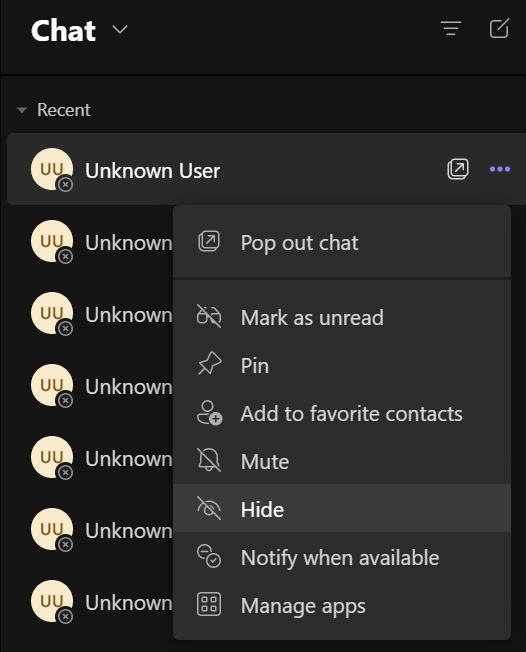 Chat
Recent
UU Unknown User
UU Unknown
Pop out chat
UU Unknown
Mark as unread
Pin
UU Unknown
Add to favorite contacts
UU Unknown
Mute
UU Unknown
Hide
Notify when available
UU Unknown
Manage apps